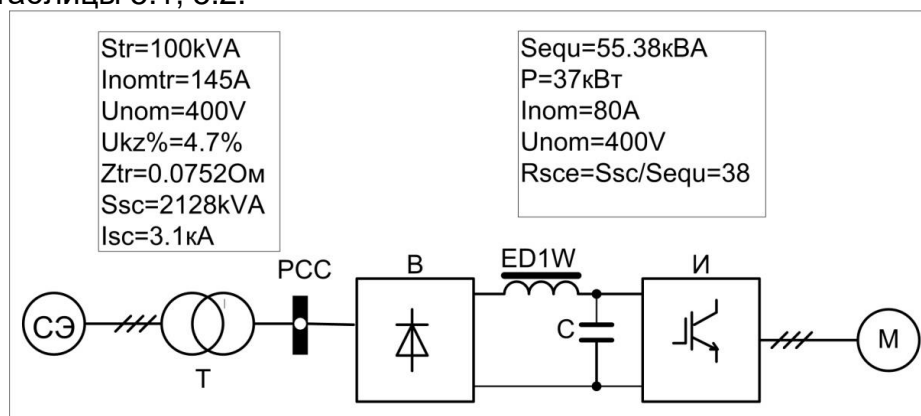 таблицы 3.1, 3.2.
Str=100kVA
Inomtr=145A
Unom=400V
Ukz%=4.7%
Ztr=0.0752Ом
Ssc=2128kVA
Isc=3.1кА
Sequ=55.38кВА
P=37кВт
Inom=80A
Unom=400V
Rsce=Ssc/Sequ=38
PCC
В
ED1W
И
СЭ
С
М
Т